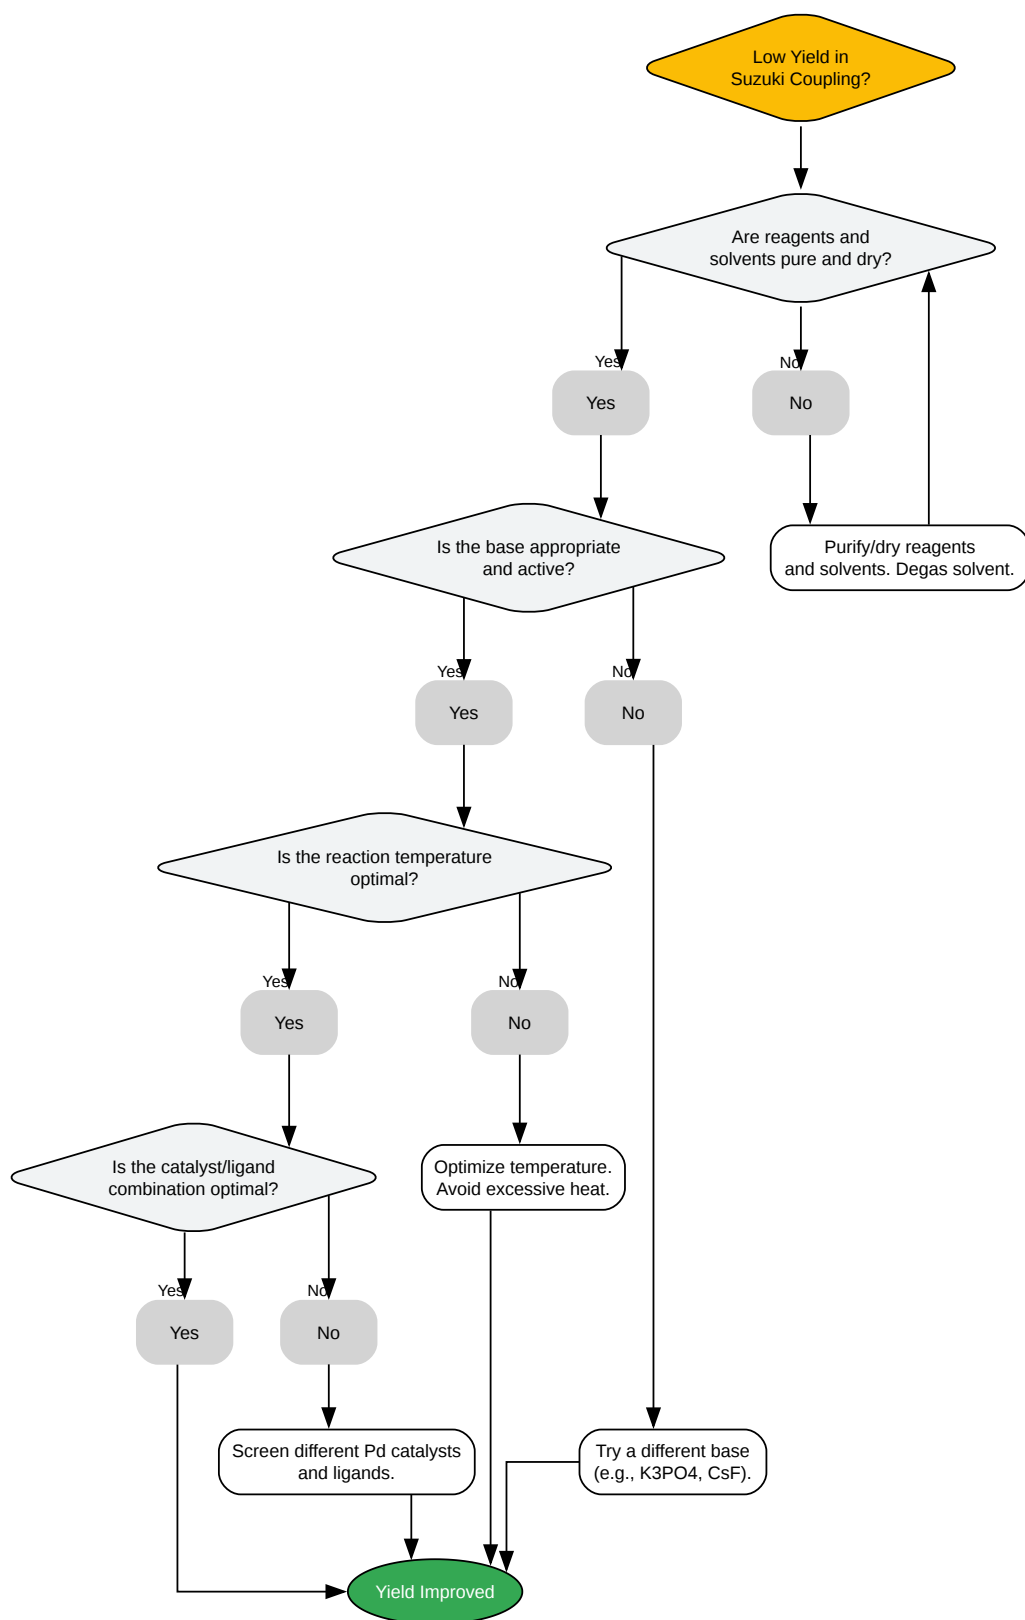 Low Yield in
Suzuki Coupling?
Are reagents and
solvents pure and dry?
Yes
No
Yes
No
Is the base appropriate
and active?
Purify/dry reagents
and solvents. Degas solvent.
Yes
No
Yes
No
Is the reaction temperature
optimal?
Yes
No
Yes
No
Is the catalyst/ligand
combination optimal?
Optimize temperature.
Avoid excessive heat.
Yes
No
Yes
No
Screen different Pd catalysts
and ligands.
Try a different base
(e.g., K3PO4, CsF).
Yield Improved